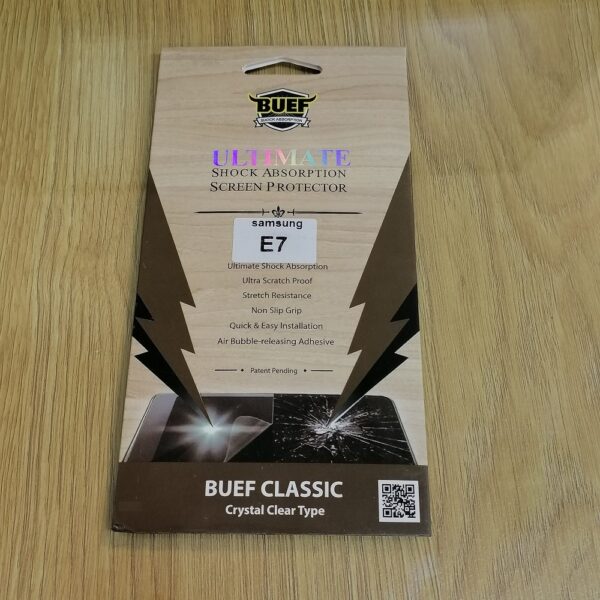 BUEF
SHOCK ABSORPTION
ULTIMATE
SHOCK ABSORPTION
SCREEN PROTECTOR
samsung
E7
Ultimate Shock Absorption
Ultra Scratch Proof
Stretch Resistance
Non Slip Grip
Quick & Easy Installation
Air Bubble-releasing Adhesive
Patent Pending
BUEF CLASSIC
Crystal Clear Type